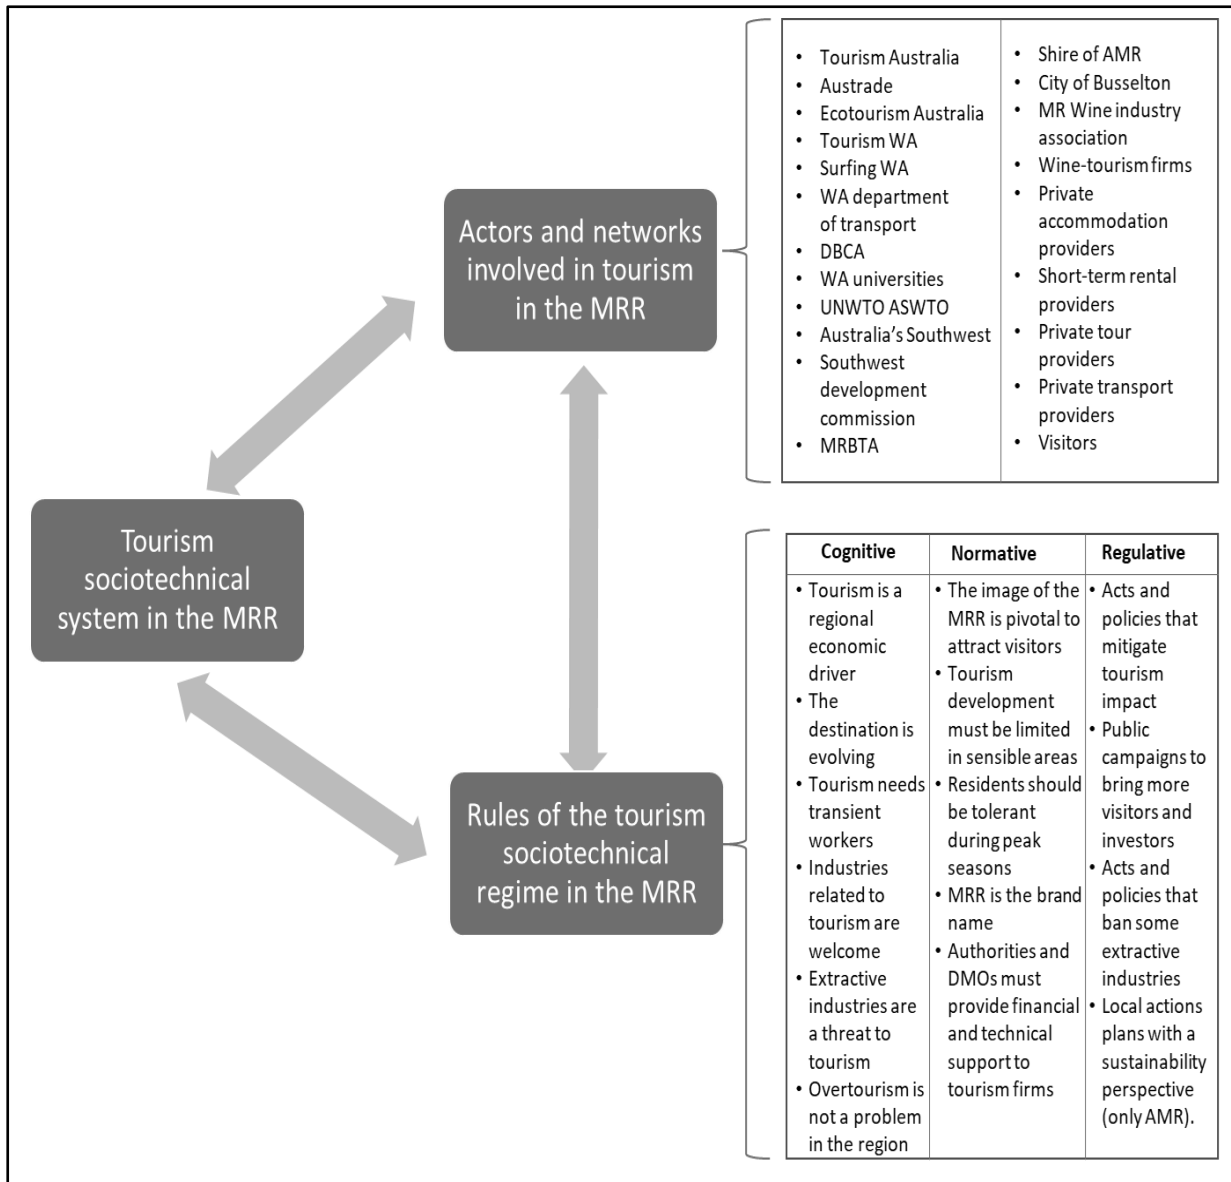 Actors and networks
involved in tourism
in the MRR
• Tourism Australia
• Austrade
• Ecotourism Australia
• Tourism WA
• Surfing WA
• WA department
of transport
• DBCA
• WA universities
• UNWTO ASWTO
• Australia's Southwest
• Southwest
development
commission
• MRBTA
• Shire of AMR
• City of Busselton
• MR Wine industry
association
• Wine-tourism firms
• Private
accommodation
providers
• Short-term rental
providers
• Private tour
providers
• Private transport
providers
• Visitors
Tourism
sociotechnical
system in the MRR
Rules of the tourism
sociotechnical
regime in the MRR
Cognitive
• Tourism is a
regional
economic
driver
• The
destination is
evolving
• Tourism needs
transient
workers
• Industries
related to
tourism are
welcome
• Extractive
industries are
a threat to
tourism
• Overtourism is
not a problem
in the region
Normative
• The image of the
MRR is pivotal to
attract visitors
• Tourism
development
must be limited
in sensible areas
• Residents should
be tolerant
during peak
seasons
• MRR is the brand
name
• Authorities and
DMOs must
provide financial
and technical
support to
tourism firms
Regulative
• Acts and
policies that
mitigate
tourism
impact
• Public
campaigns to
bring more
visitors and
investors
• Acts and
policies that
ban some
extractive
industries
• Local actions
plans with a
sustainability
perspective
(only AMR).